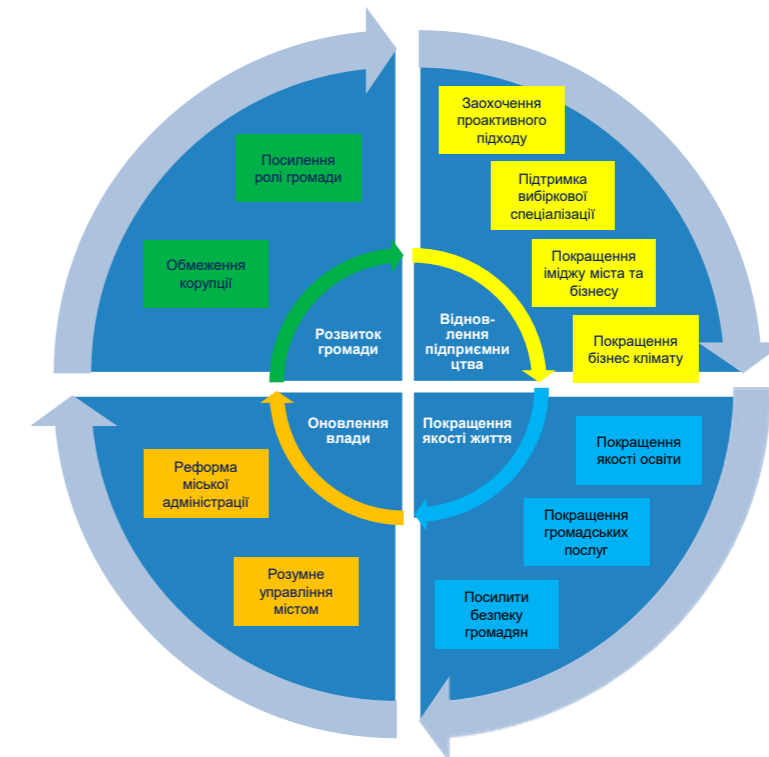 Посилення
ролі громади
Обмеження
корупції
Розвиток
громади
Заохочення
проактивного
підходу
Підтримка
вибіркової
спеціалізації
Покращення
іміджу міста та
бізнесу
Покращення
бізнес клімату
Віднов-
лення
підприємни
цтва
Оновлення
влади
Реформа
міської
адміністрації
Розумне
управління
містом
Покращення
якості життя
Покращення
якості освіти
Покращення
громадських
послуг
Посилити
безпеку
громадян